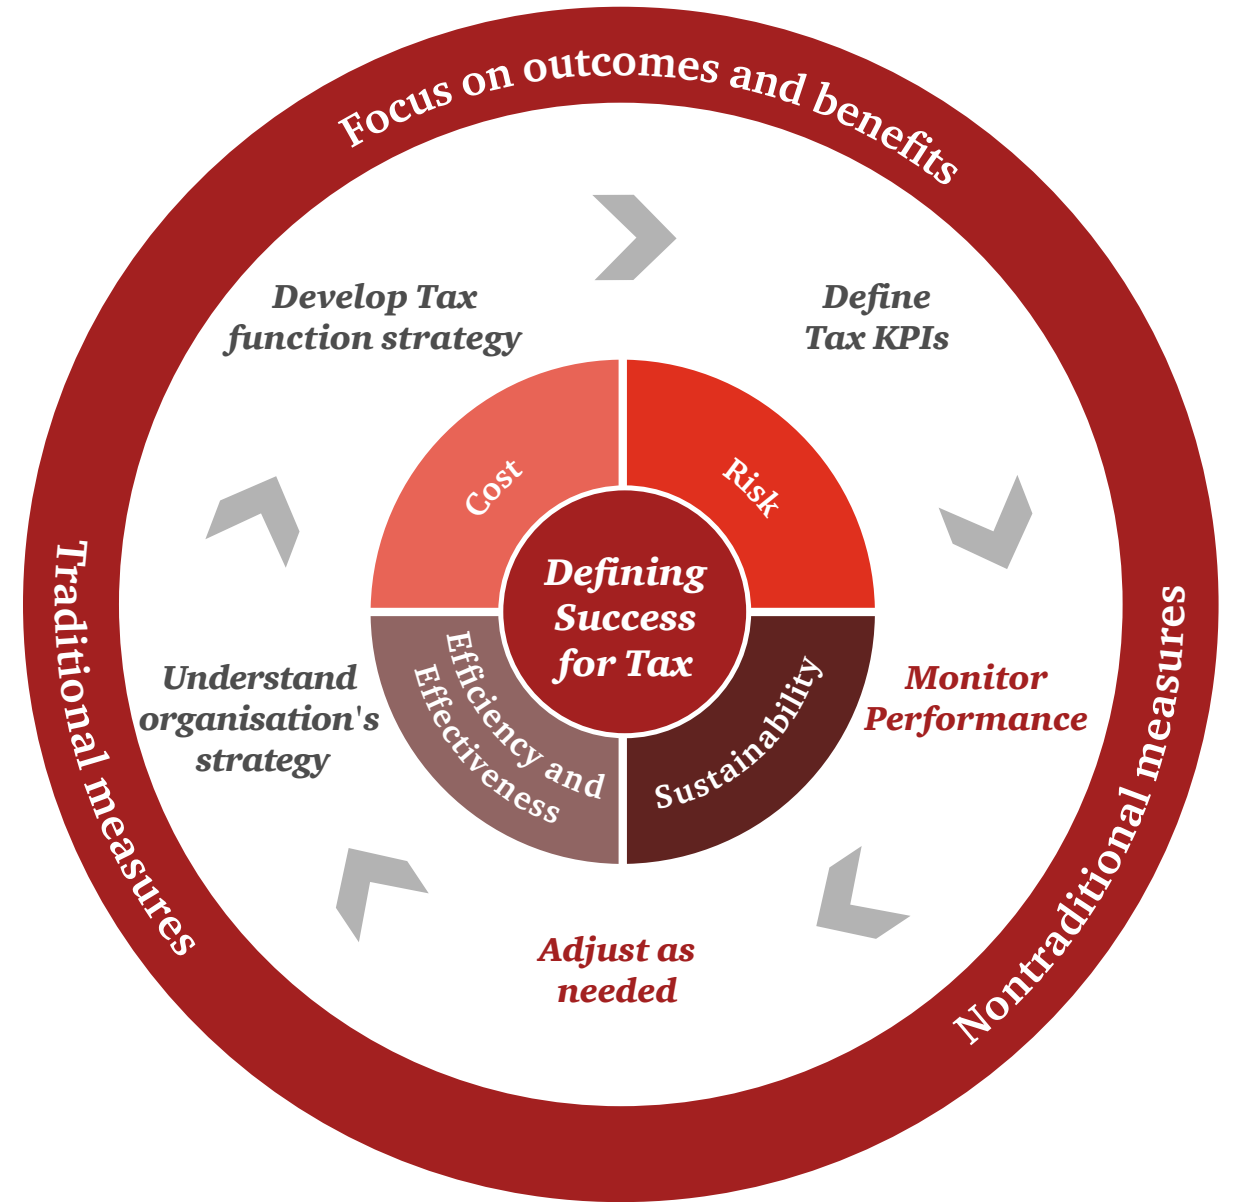 Focus on outcomes and benefits
Develop Tax
function strategy
Define
Tax KPIs
Cost
Risk
Defining
Success
for Tax
Efficiency and
Effectiveness
Sustainability
Understand
organisation's
strategy
Monitor
Performance
Adjust as
needed
Traditional measures
Nontraditional measures